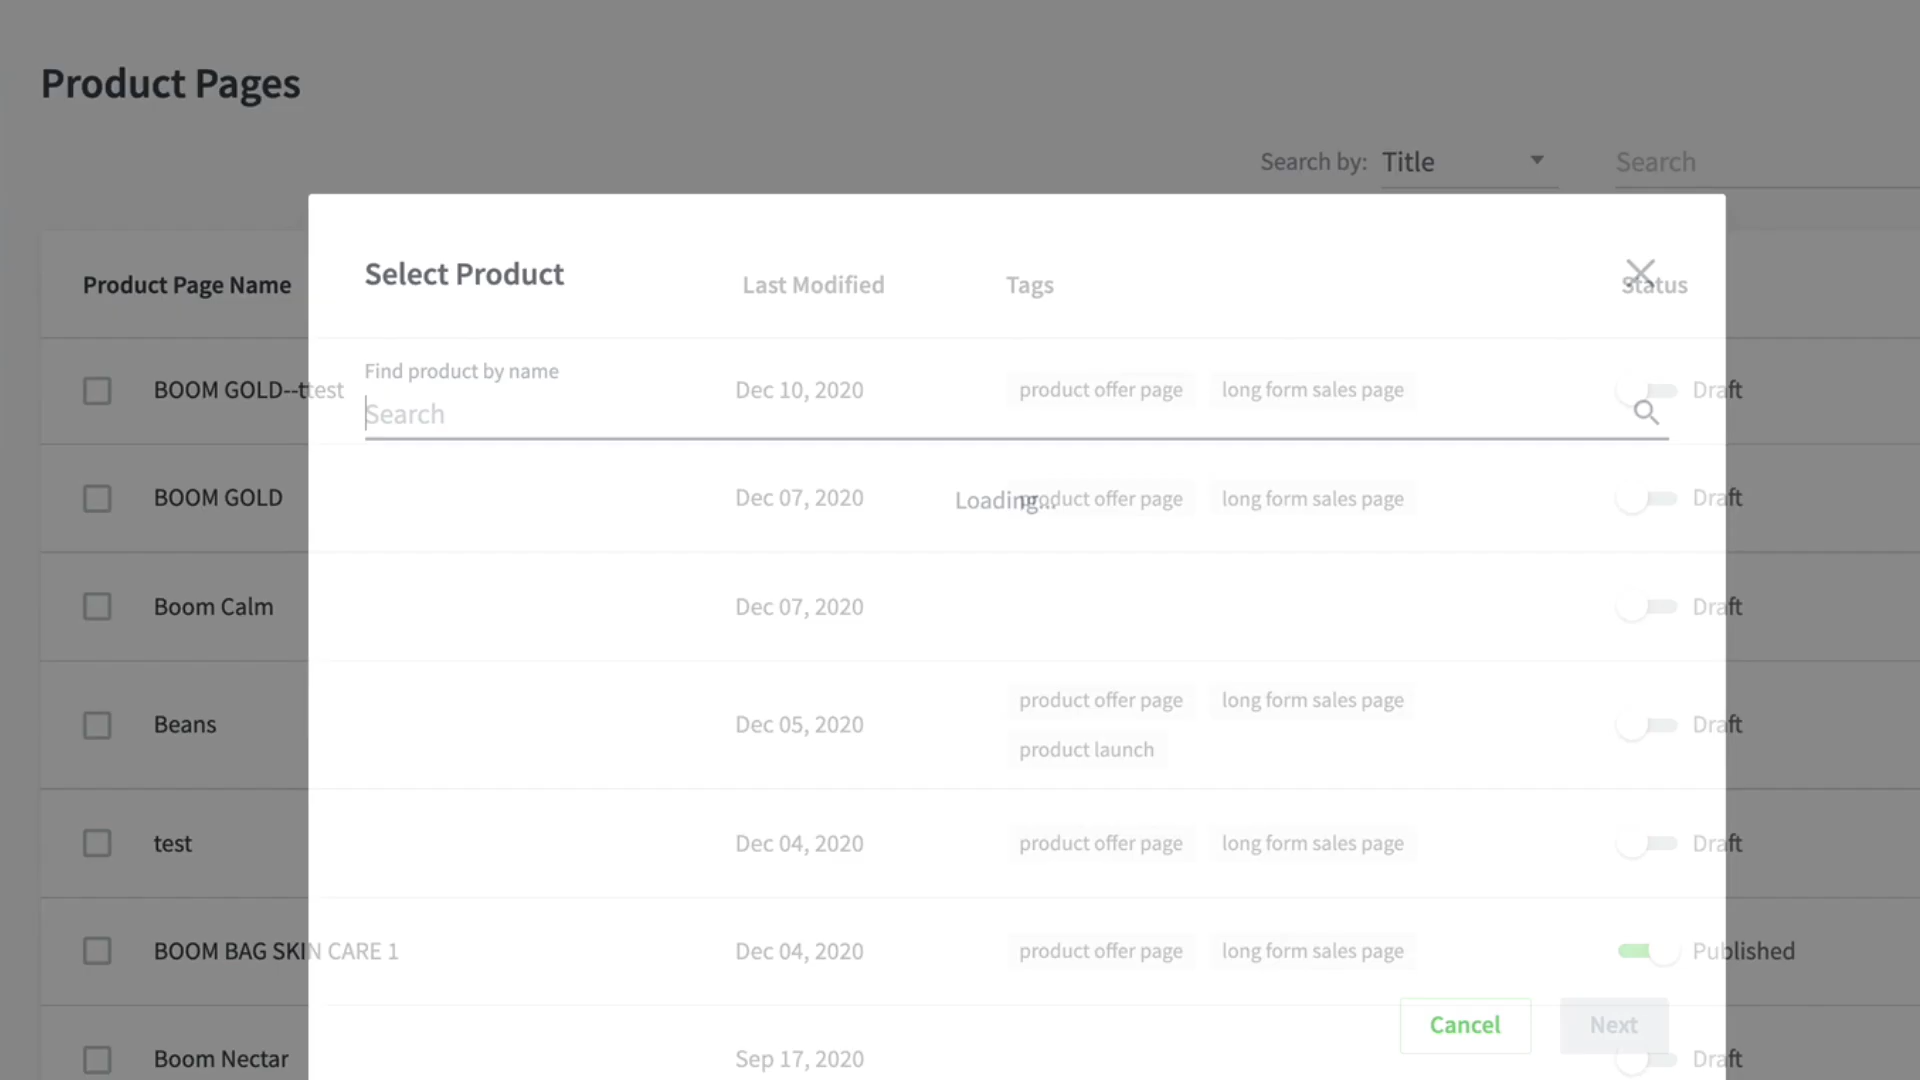 Product Pages
Search by: Title Search
Product Page Name Select Product Last Modified Tags Status
Find product by name
BOOM GOLD--ttest Dec 10, 2020 product offer page long form sales page Draft
Search
BOOM GOLD Dec 07, 2020 Loading... product offer page long form sales page Draft
Boom Calm Dec 07, 2020 Draft
product offer page long form sales page
Beans Dec 05, 2020 Draft
product launch
test Dec 04, 2020 product offer page long form sales page Draft
BOOM BAG SKIN CARE 1 Dec 04, 2020 product offer page long form sales page Published
Cancel Next
Boom Nectar Sep 17, 2020 Draft